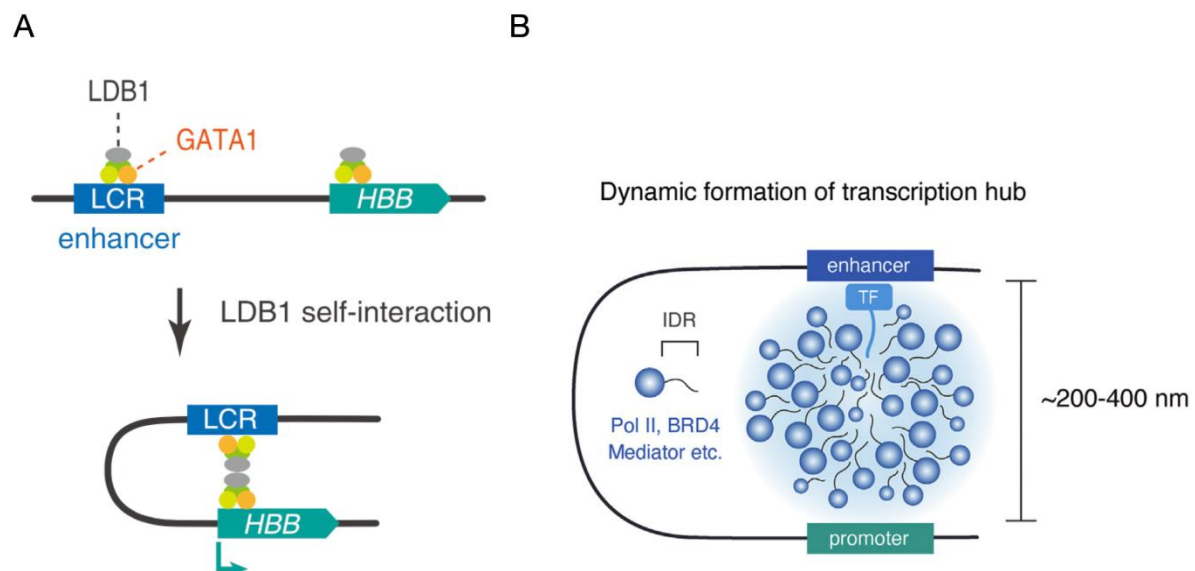 A
LDB1
GATA1
LCR
HBB
enhancer
LDB1 self-interaction
LCR
HBB
B
Dynamic formation of transcription hub
enhancer
TF
IDR
Pol II, BRD4
Mediator etc.
~200-400 nm
promoter